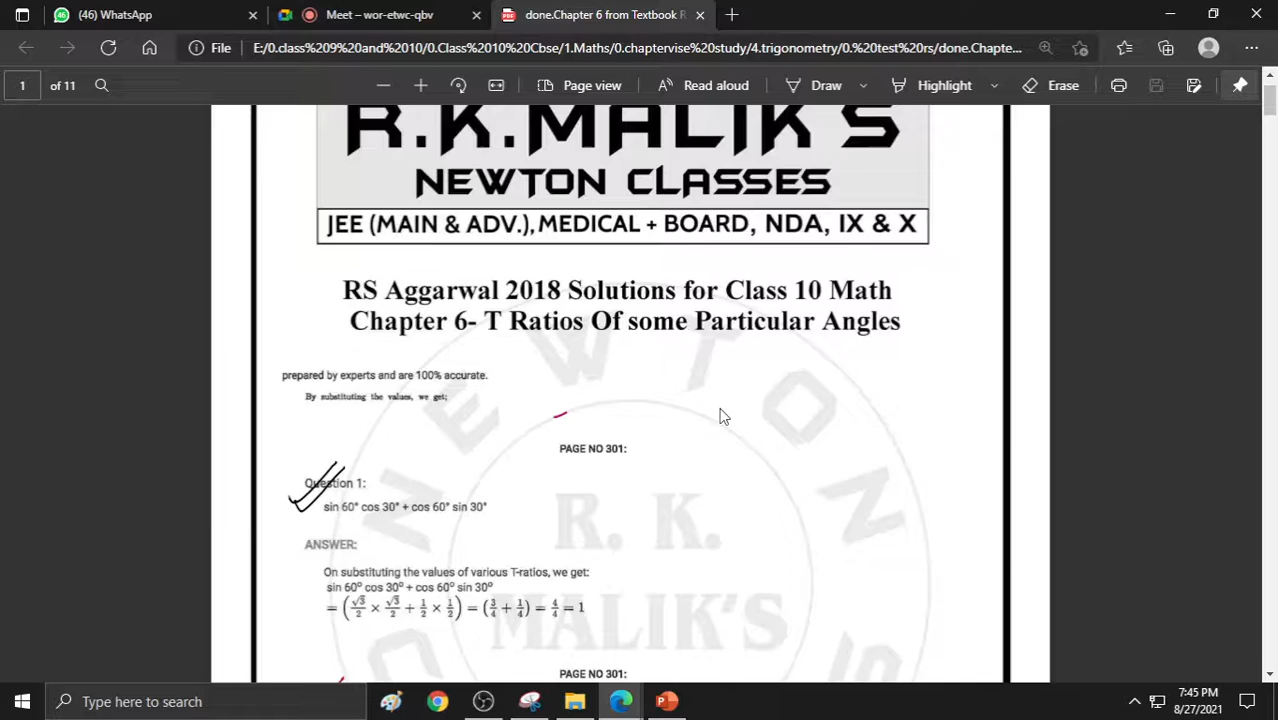 (46) WhatsApp
Meet – wor-etwc-qbv
done.Chapter 6 from Textbook R
File
E:/0.class%209%20and%2010/0.Class%2010%20Cbse/1.Maths/0.chaptervise%20study/4.trigonometry/0.%20test%20rs/done.Chapte...
1 of 11
Page view
Read aloud
Draw
Highlight
Erase
R.K.MALIK'S
NEWTON CLASSES
JEE (MAIN & ADV.), MEDICAL + BOARD, NDA, IX & X
RS Aggarwal 2018 Solutions for Class 10 Math
Chapter 6- T Ratios Of some Particular Angles
prepared by experts and are 100% accurate.
By substituting the values, we get;
PAGE NO 301:
Question 1:
sin 60° cos 30° + cos 60° sin 30°
ANSWER:
On substituting the values of various T-ratios, we get:
sin 60° cos 30° + cos 60° sin 30°
= (√3/2 × √3/2 + 1/2 × 1/2) = (3/4 + 1/4) = 4/4 = 1
PAGE NO 301:
NEWTON
R. K.
MALIK'S
Type here to search
7:45 PM
8/27/2021